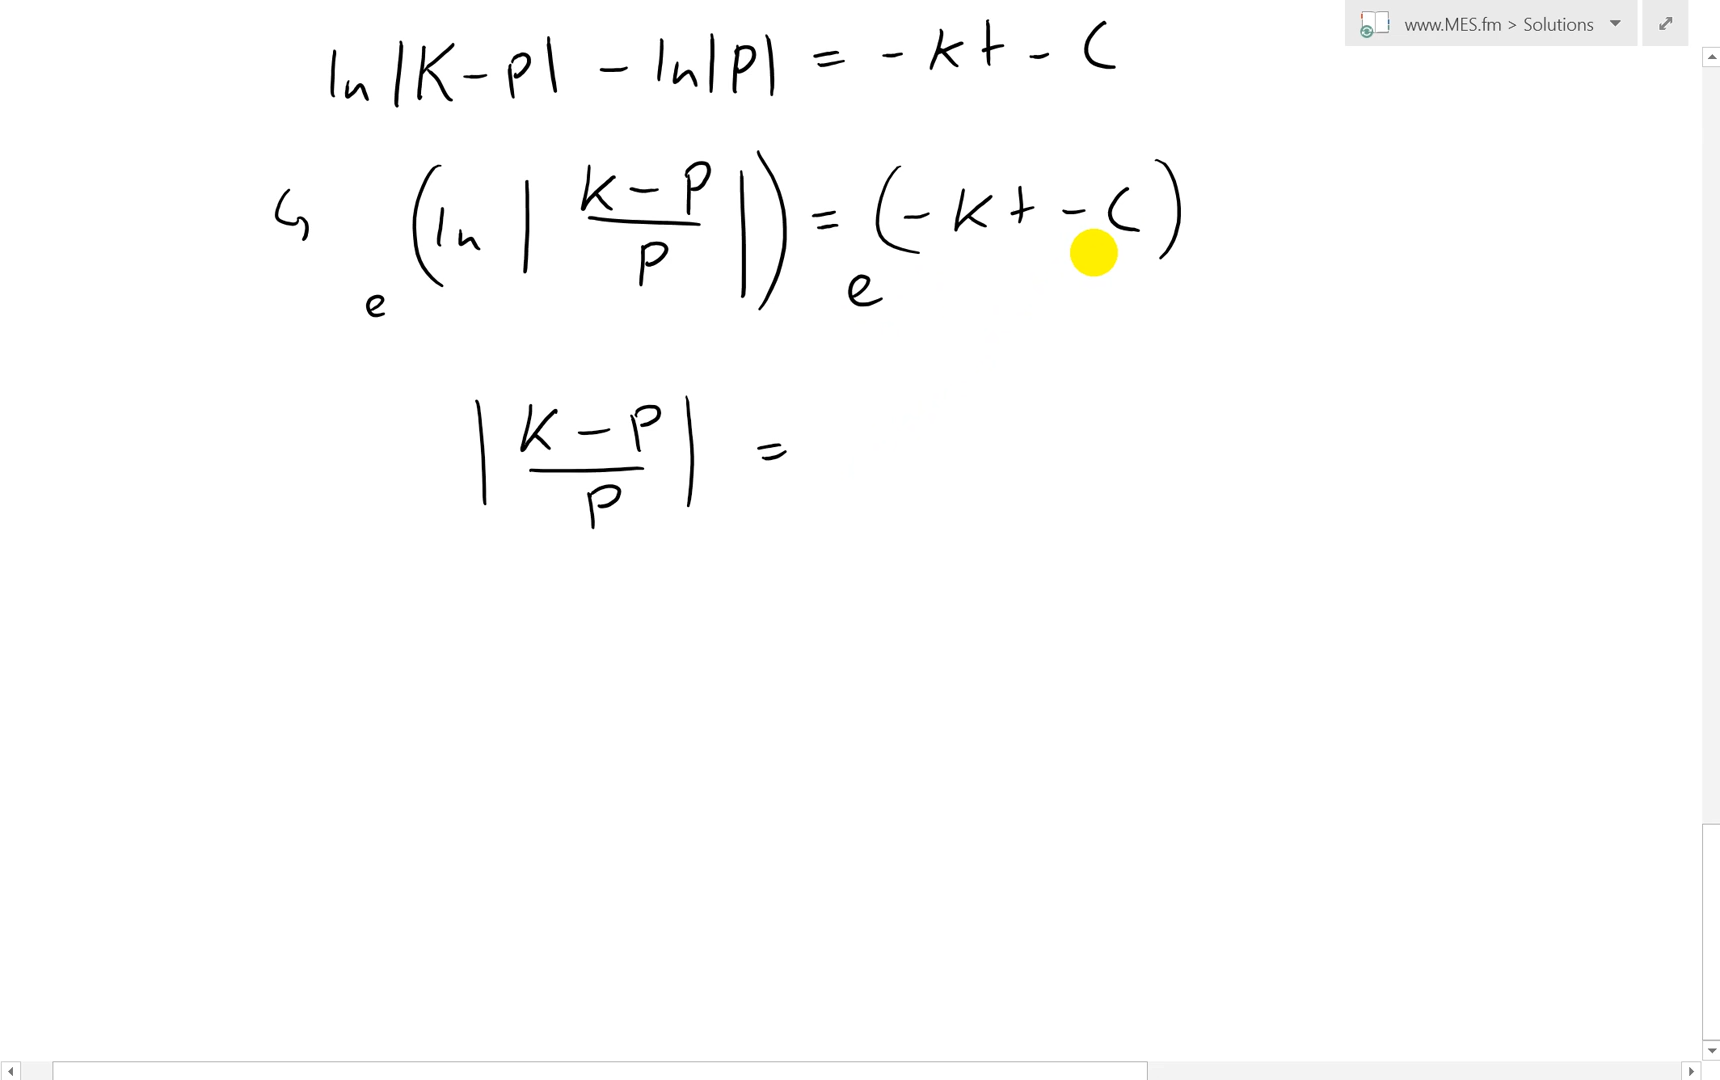 www.MES.fm > Solutions
ln|K-P| - ln|P| = -kt - C
↳ e^(ln|(K-P)/P|) = e^(-kt - C)
|(K-P)/P| =